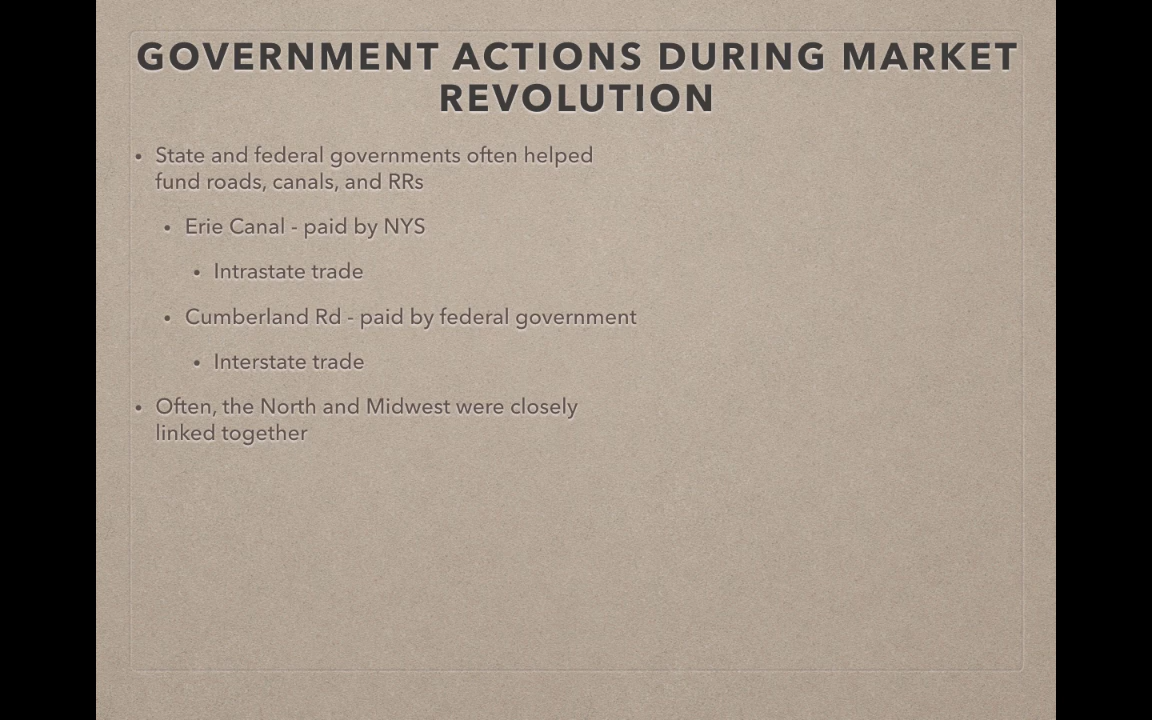 GOVERNMENT ACTIONS DURING MARKET
REVOLUTION
• State and federal governments often helped
fund roads, canals, and RRs
• Erie Canal - paid by NYS
• Intrastate trade
• Cumberland Rd - paid by federal government
• Interstate trade
• Often, the North and Midwest were closely
linked together